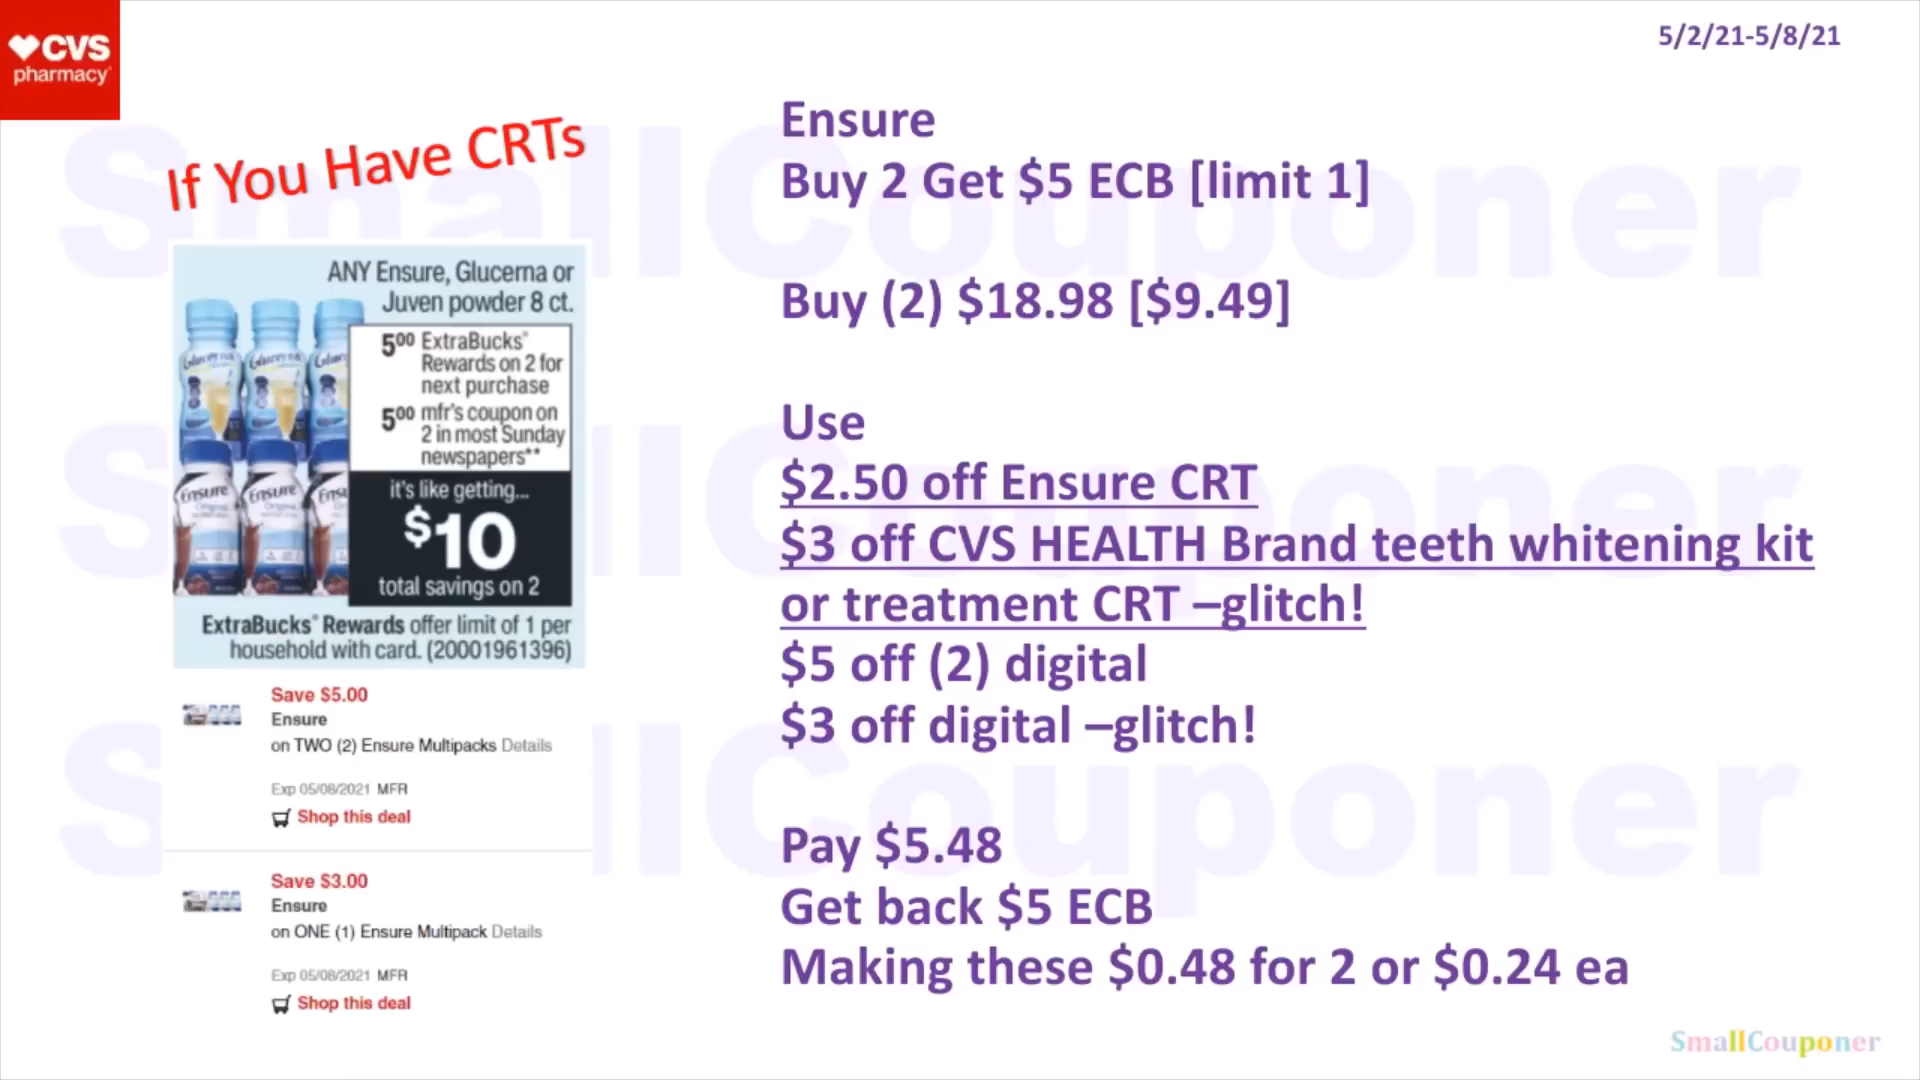 CVS
pharmacy
5/2/21-5/8/21
If You Have CRTs
ANY Ensure, Glucerna or
Juven powder 8 ct.
5⁰⁰ ExtraBucks®
Rewards on 2 for
next purchase
5⁰⁰ mfr's coupon on
2 in most Sunday
newspapers**
it's like getting...
$10
total savings on 2
ExtraBucks® Rewards offer limit of 1 per
household with card. (20001961396)
Save $5.00
Ensure
on TWO (2) Ensure Multipacks Details
Exp 05/08/2021 MFR
Shop this deal
Save $3.00
Ensure
on ONE (1) Ensure Multipack Details
Exp 05/08/2021 MFR
Shop this deal
Ensure
Buy 2 Get $5 ECB [limit 1]
Buy (2) $18.98 [$9.49]
Use
$2.50 off Ensure CRT
$3 off CVS HEALTH Brand teeth whitening kit
or treatment CRT –glitch!
$5 off (2) digital
$3 off digital –glitch!
Pay $5.48
Get back $5 ECB
Making these $0.48 for 2 or $0.24 ea
SmallCouponer
SmallCouponer
SmallCouponer
SmallCouponer